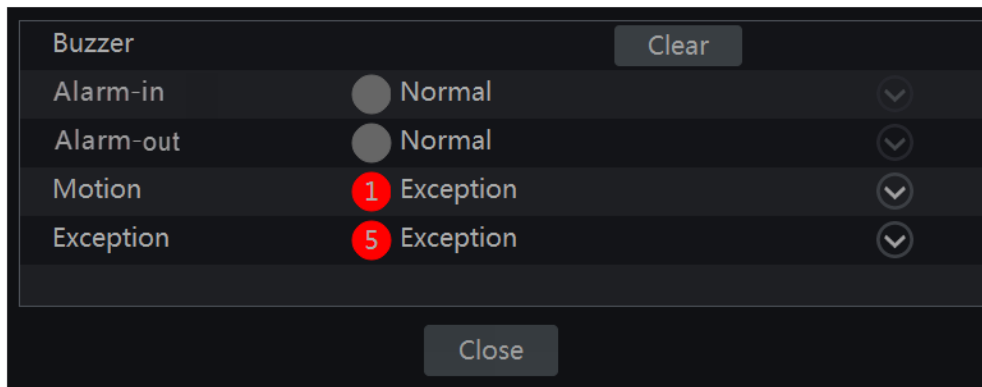 Buzzer Clear
Alarm-in Normal
Alarm-out Normal
Motion 1 Exception
Exception 5 Exception
Close